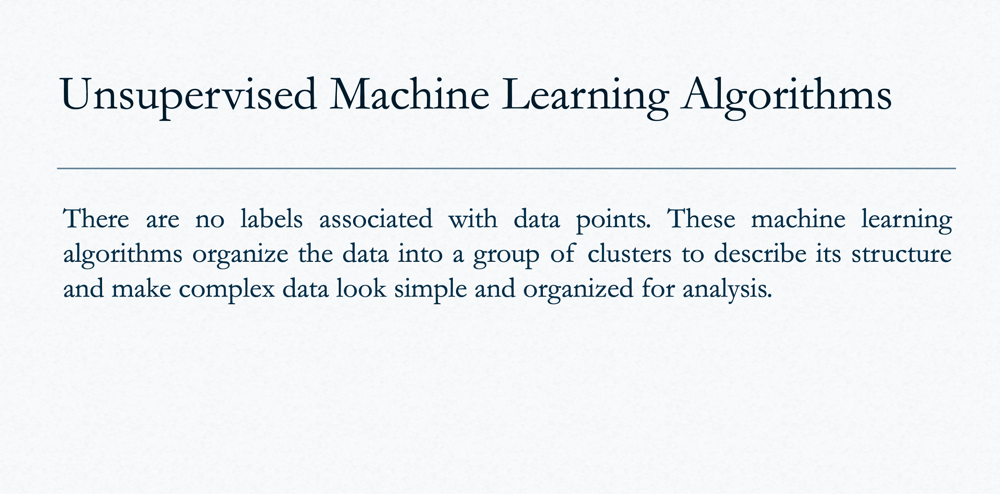 Unsupervised Machine Learning Algorithms
There are no labels associated with data points. These machine learning
algorithms organize the data into a group of clusters to describe its structure
and make complex data look simple and organized for analysis.